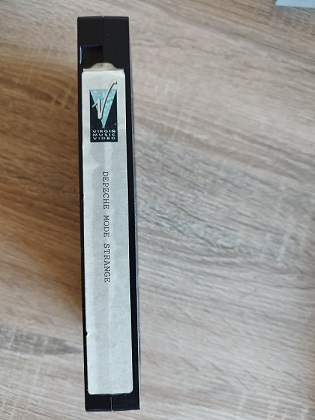 VIRGIN
MUSIC
VIDEO
DEPECHE MODE STRANGE